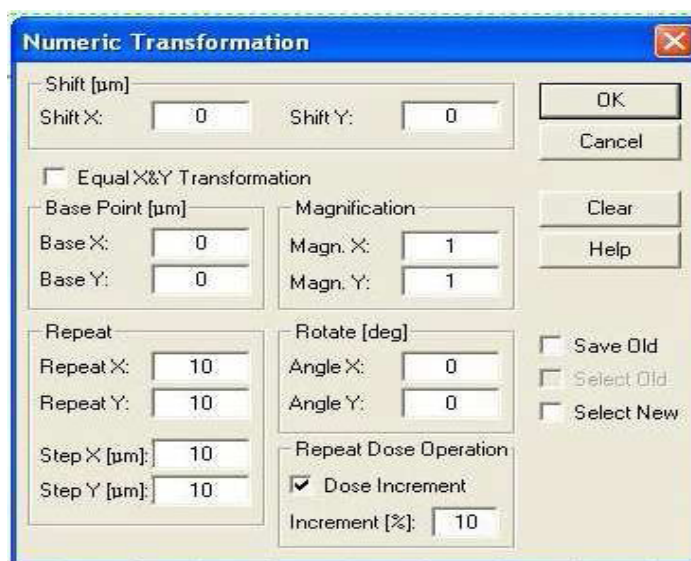 Numeric Transformation
Shift [µm]
Shift X: 0 Shift Y: 0
OK
Cancel
Equal X&Y Transformation
Base Point [µm]
Base X: 0
Base Y: 0
Magnification
Magn. X: 1
Magn. Y: 1
Clear
Help
Repeat
Repeat X: 10
Repeat Y: 10
Step X [µm]: 10
Step Y [µm]: 10
Rotate [deg]
Angle X: 0
Angle Y: 0
Repeat Dose Operation
Dose Increment
Increment [%]: 10
Save Old
Select Old
Select New